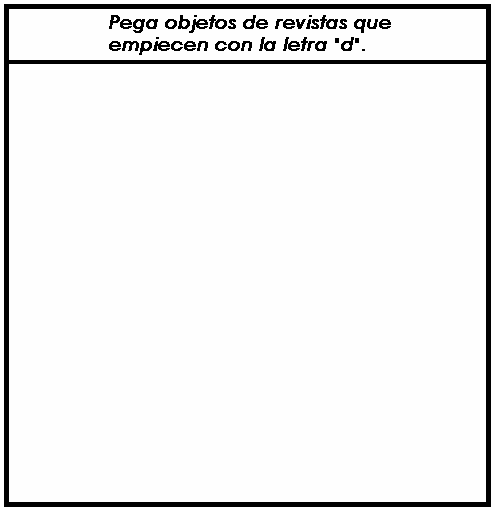 Pega objetos de revistas que
empiecen con la letra "d".